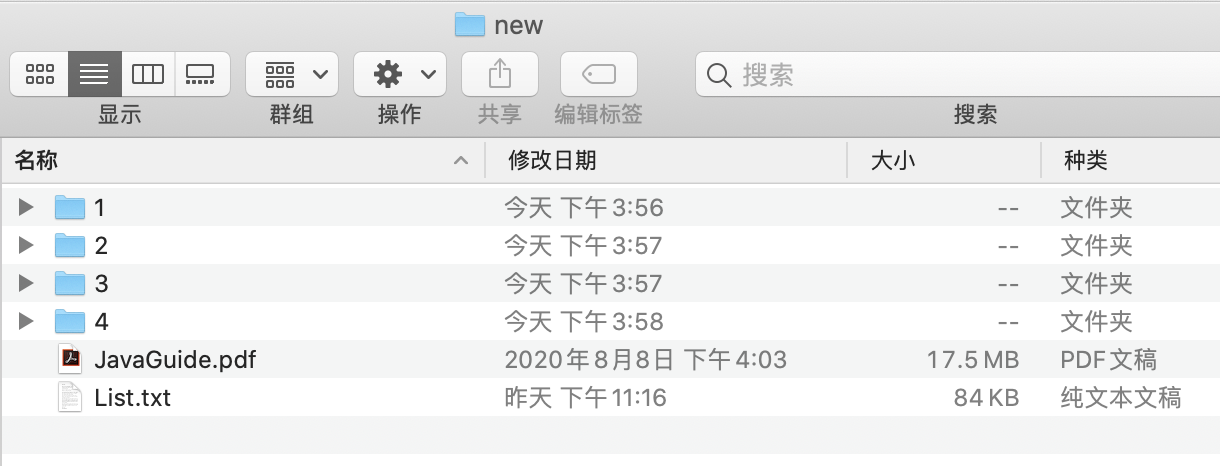 new
显示 群组 操作 共享 编辑标签 搜索
搜索
名称 修改日期 大小 种类
1 今天 下午3:56 -- 文件夹
2 今天 下午3:57 -- 文件夹
3 今天 下午3:57 -- 文件夹
4 今天 下午3:58 -- 文件夹
JavaGuide.pdf 2020年8月8日 下午4:03 17.5 MB PDF文稿
List.txt 昨天 下午11:16 84 KB 纯文本文稿